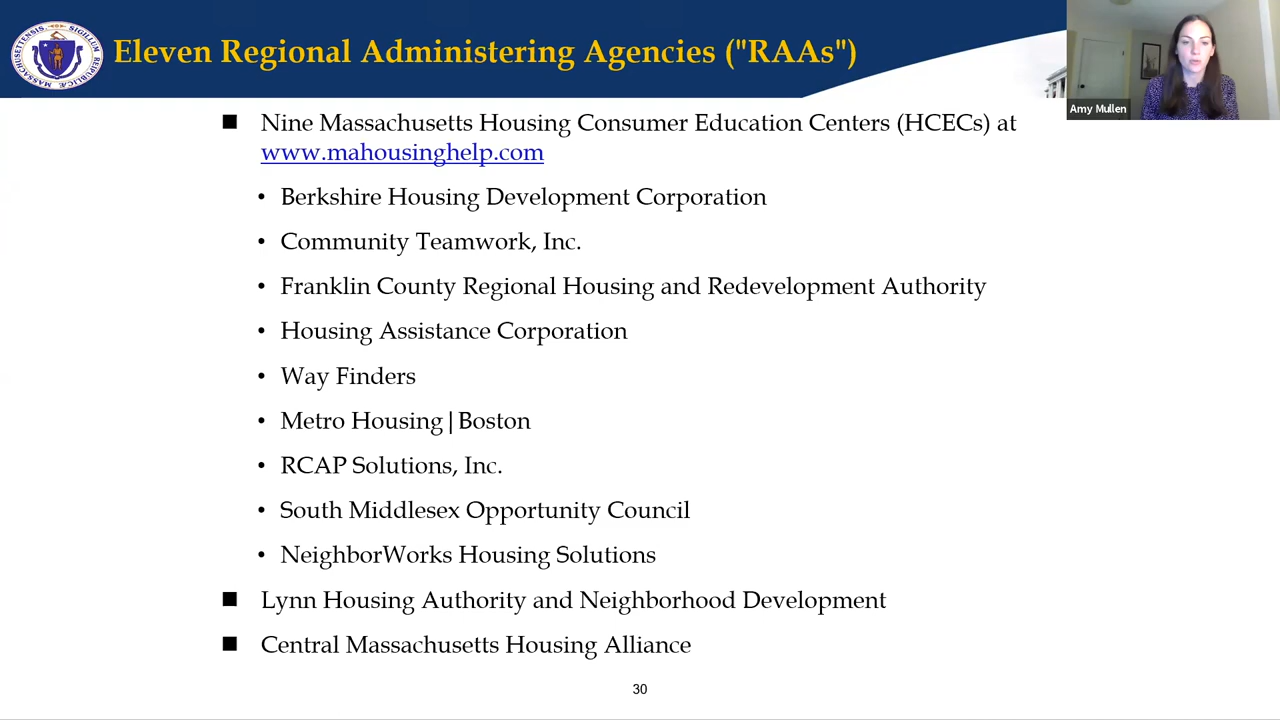 Eleven Regional Administering Agencies ("RAAs")
Amy Mullen
■ Nine Massachusetts Housing Consumer Education Centers (HCECs) at
www.mahousinghelp.com
• Berkshire Housing Development Corporation
• Community Teamwork, Inc.
• Franklin County Regional Housing and Redevelopment Authority
• Housing Assistance Corporation
• Way Finders
• Metro Housing|Boston
• RCAP Solutions, Inc.
• South Middlesex Opportunity Council
• NeighborWorks Housing Solutions
■ Lynn Housing Authority and Neighborhood Development
■ Central Massachusetts Housing Alliance
30